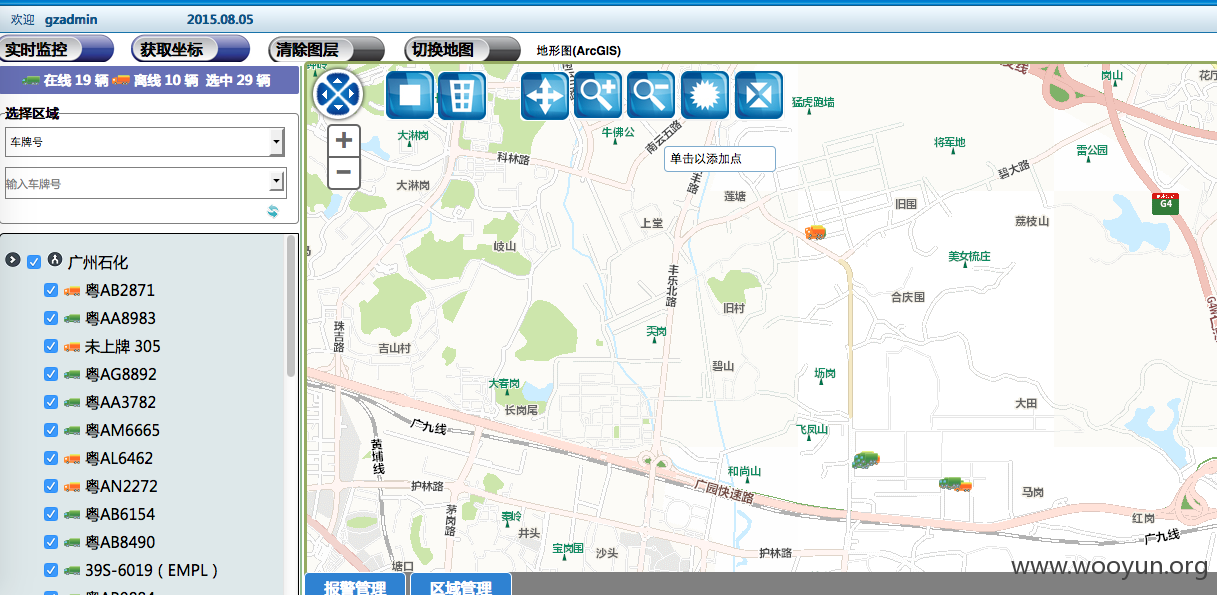 欢迎 gzadmin 2015.08.05
实时监控 获取坐标 清除图层 切换地图 地形图(ArcGIS)
在线 19 辆 离线 10 辆 选中 29 辆
选择区域
车牌号
输入车牌号
广州石化
粤AB2871
粤AA8983
未上牌 305
粤AG8892
粤AA3782
粤AM6665
粤AL6462
粤AN2272
粤AB6154
粤AB8490
39S-6019 ( EMPL )
单击以添加点
岗山
猛虎跑墙
大淋岗
牛佛公
南云五路
将军地
雷公园
科林路
碧大路
大淋岗
丰路
莲塘
旧围
G4
上堂
荔枝山
岐山
美女梳庄
丰乐北路
合庆围
旧村
珠吉路
吉山村
天岗
碧山
坜岗
大春岗
长岗尾
大田
广九线
飞凤山
黄埔线
和尚山
护林路
广园快速路
马岗
茅岗路
秦岭
红岗
井头
广九线
宝岗围
沙头
护林路
塘口
www.wooyun.org
报警管理 区域管理